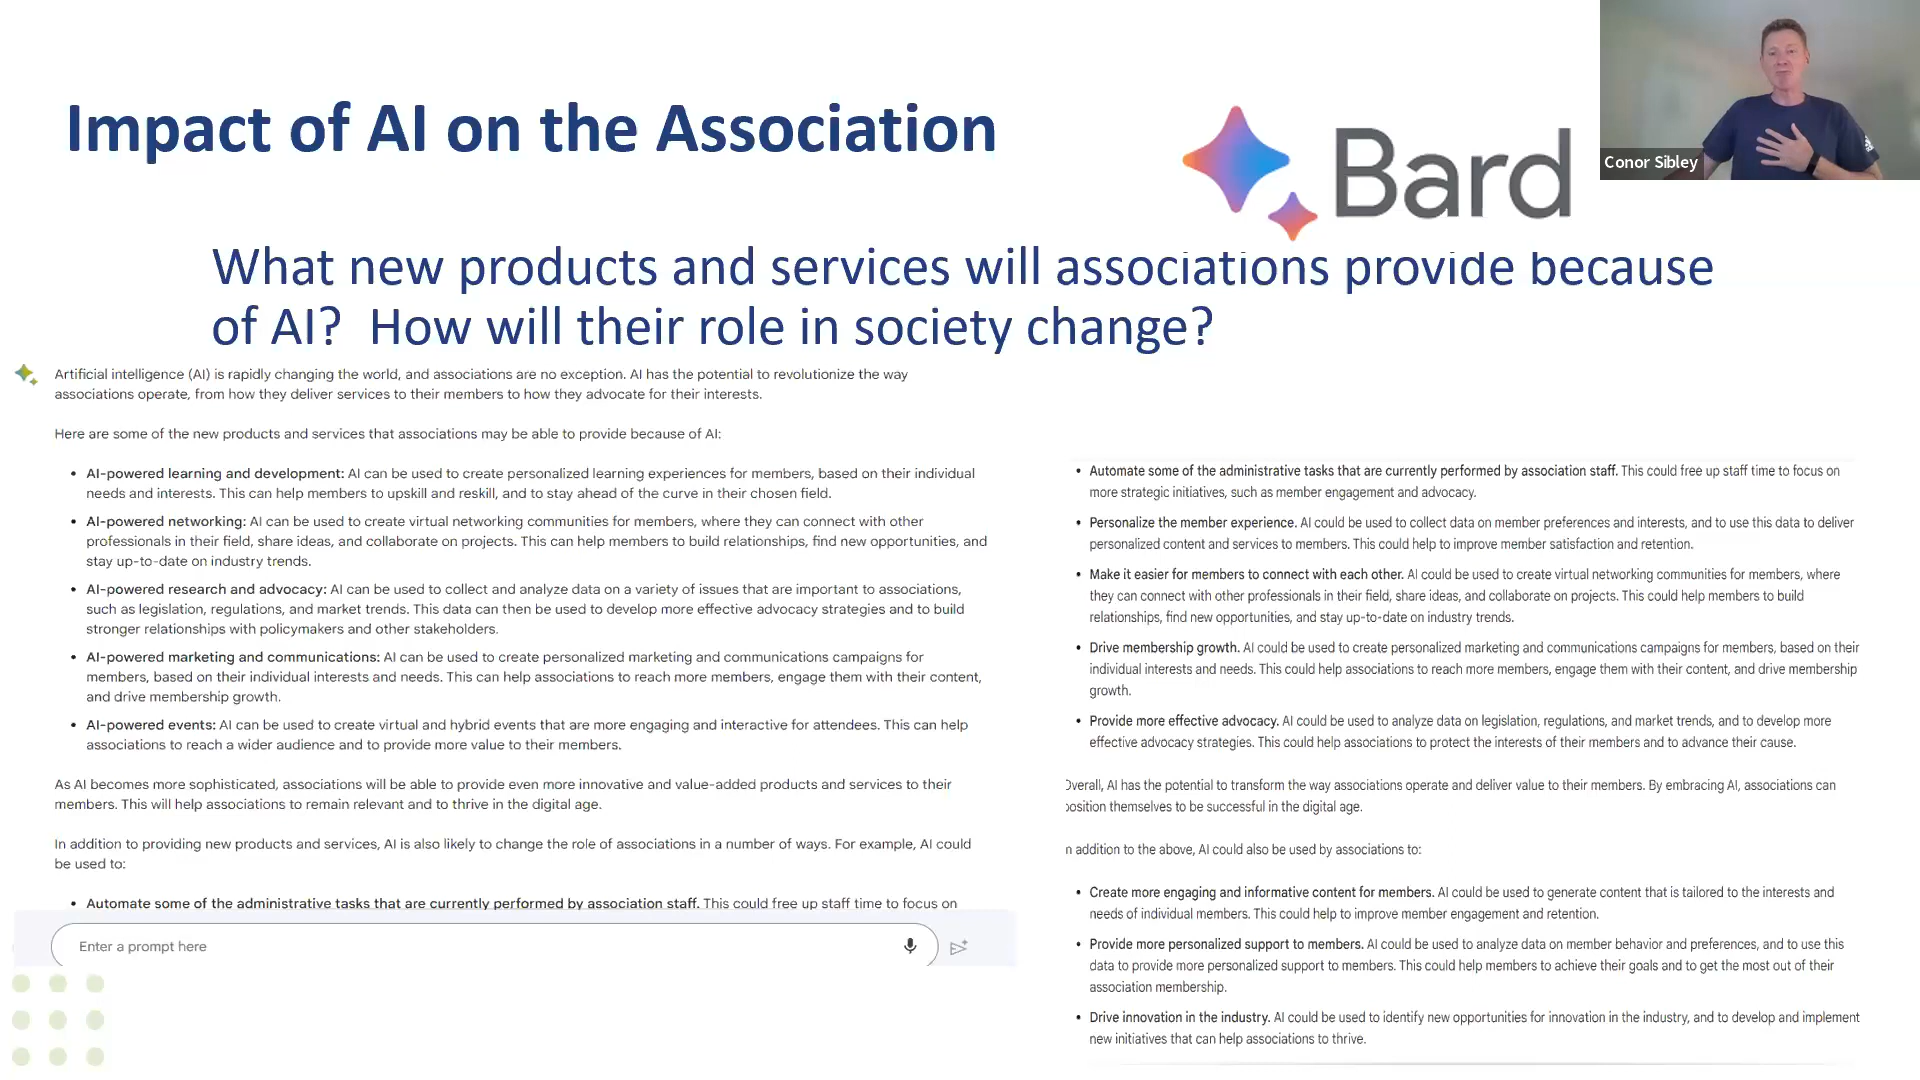 Impact of AI on the Association
Bard
Conor Sibley
What new products and services will associations provide because
of AI? How will their role in society change?
Artificial intelligence (AI) is rapidly changing the world, and associations are no exception. AI has the potential to revolutionize the way
associations operate, from how they deliver services to their members to how they advocate for their interests.
Here are some of the new products and services that associations may be able to provide because of AI:
• AI-powered learning and development: AI can be used to create personalized learning experiences for members, based on their individual
needs and interests. This can help members to upskill and reskill, and to stay ahead of the curve in their chosen field.
• AI-powered networking: AI can be used to create virtual networking communities for members, where they can connect with other
professionals in their field, share ideas, and collaborate on projects. This can help members to build relationships, find new opportunities, and
stay up-to-date on industry trends.
• AI-powered research and advocacy: AI can be used to collect and analyze data on a variety of issues that are important to associations,
such as legislation, regulations, and market trends. This data can then be used to develop more effective advocacy strategies and to build
stronger relationships with policymakers and other stakeholders.
• AI-powered marketing and communications: AI can be used to create personalized marketing and communications campaigns for
members, based on their individual interests and needs. This can help associations to reach more members, engage them with their content,
and drive membership growth.
• AI-powered events: AI can be used to create virtual and hybrid events that are more engaging and interactive for attendees. This can help
associations to reach a wider audience and to provide more value to their members.
As AI becomes more sophisticated, associations will be able to provide even more innovative and value-added products and services to their
members. This will help associations to remain relevant and to thrive in the digital age.
In addition to providing new products and services, AI is also likely to change the role of associations in a number of ways. For example, AI could
be used to:
• Automate some of the administrative tasks that are currently performed by association staff. This could free up staff time to focus on
Enter a prompt here
• Automate some of the administrative tasks that are currently performed by association staff. This could free up staff time to focus on
more strategic initiatives, such as member engagement and advocacy.
• Personalize the member experience. AI could be used to collect data on member preferences and interests, and to use this data to deliver
personalized content and services to members. This could help to improve member satisfaction and retention.
• Make it easier for members to connect with each other. AI could be used to create virtual networking communities for members, where
they can connect with other professionals in their field, share ideas, and collaborate on projects. This could help members to build
relationships, find new opportunities, and stay up-to-date on industry trends.
• Drive membership growth. AI could be used to create personalized marketing and communications campaigns for members, based on their
individual interests and needs. This could help associations to reach more members, engage them with their content, and drive membership
growth.
• Provide more effective advocacy. AI could be used to analyze data on legislation, regulations, and market trends, and to develop more
effective advocacy strategies. This could help associations to protect the interests of their members and to advance their cause.
Overall, AI has the potential to transform the way associations operate and deliver value to their members. By embracing AI, associations can
position themselves to be successful in the digital age.
n addition to the above, AI could also be used by associations to:
• Create more engaging and informative content for members. AI could be used to generate content that is tailored to the interests and
needs of individual members. This could help to improve member engagement and retention.
• Provide more personalized support to members. AI could be used to analyze data on member behavior and preferences, and to use this
data to provide more personalized support to members. This could help members to achieve their goals and to get the most out of their
association membership.
• Drive innovation in the industry. AI could be used to identify new opportunities for innovation in the industry, and to develop and implement
new initiatives that can help associations to thrive.